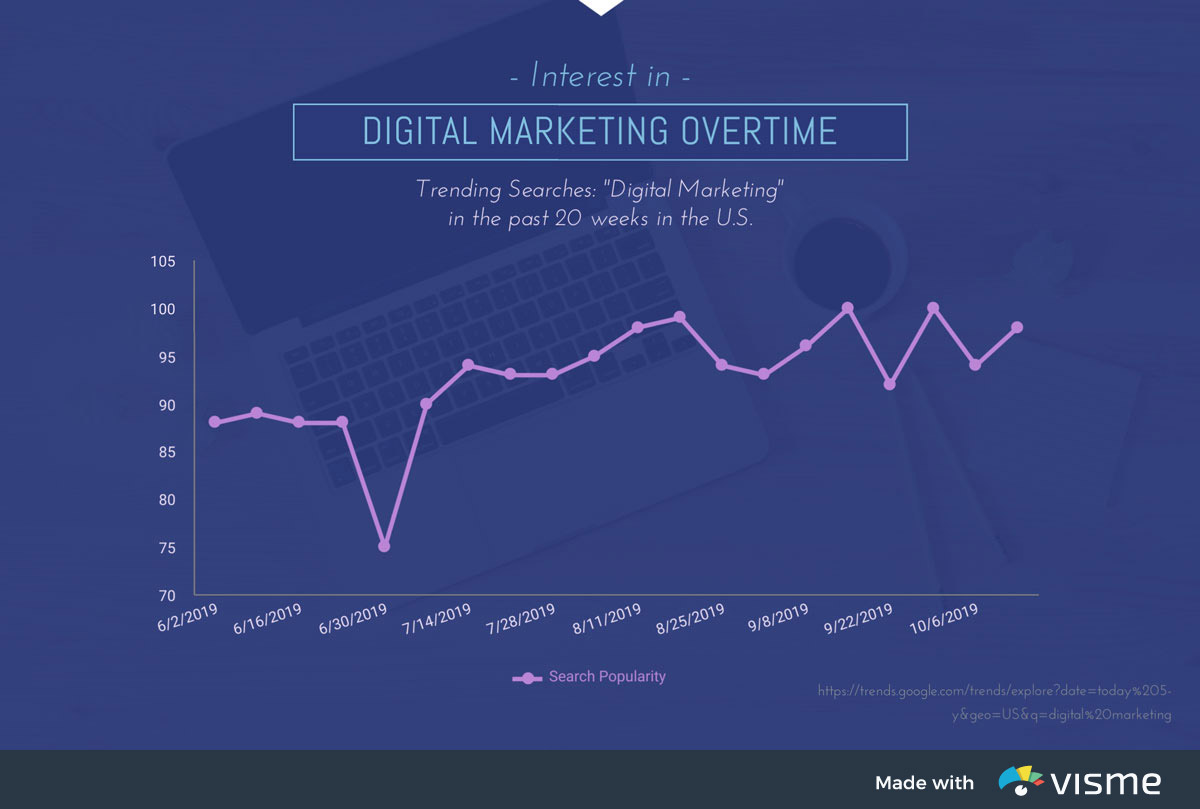 - Interest in -
DIGITAL MARKETING OVERTIME
Trending Searches: "Digital Marketing"
in the past 20 weeks in the U.S.
105
100
95
90
85
80
75
70
6/2/2019
6/16/2019
6/30/2019
7/14/2019
7/28/2019
8/11/2019
8/25/2019
9/8/2019
9/22/2019
10/6/2019
Search Popularity
https://trends.google.com/trends/explore?date=today%205-
y&geo=US&q=digital%20marketing
Made with visme